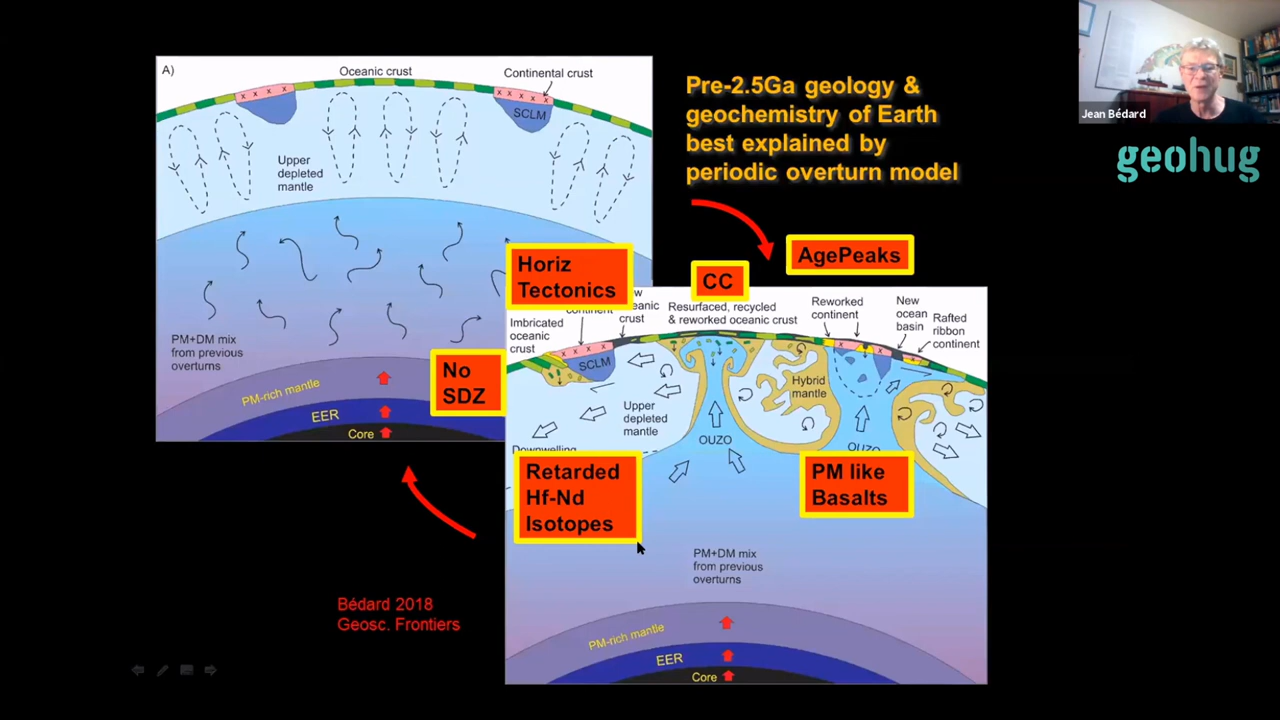 A)
Oceanic crust
Continental crust
SCLM
Upper
depleted
mantle
PM+DM mix
from previous
overturns
PM-rich mantle
EER
Core
Pre-2.5Ga geology &
geochemistry of Earth
best explained by
periodic overturn model
Jean Bédard
geohug
Horiz
Tectonics
CC
AgePeaks
No
SDZ
Imbricated
oceanic
crust
continent
crust
Resurfaced, recycled
& reworked oceanic crust
Reworked
continent
New
ocean
basin
Rafted
ribbon
continent
SCLM
Upper
depleted
mantle
Hybrid
mantle
OUZO
OUZO
Downwelling
Retarded
Hf-Nd
Isotopes
PM like
Basalts
PM+DM mix
from previous
overturns
PM-rich mantle
EER
Core
Bédard 2018
Geosc. Frontiers